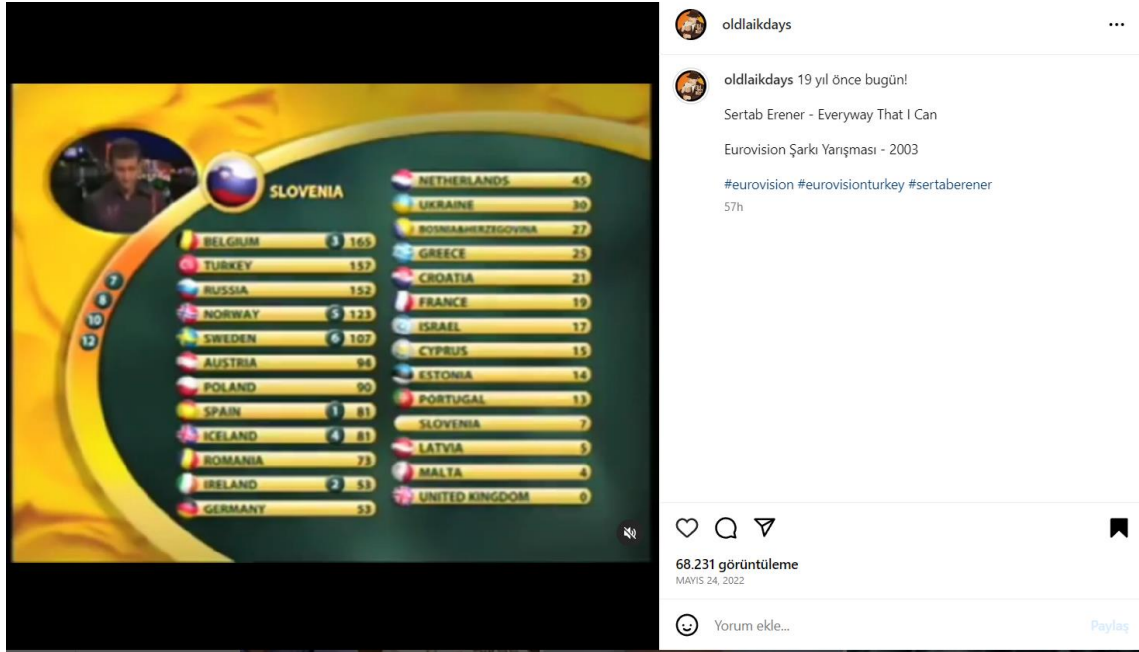 SLOVENIA
7
8
10
12
BELGIUM 3 165
TURKEY 157
RUSSIA 152
NORWAY 5 123
SWEDEN 6 107
AUSTRIA 94
POLAND 90
SPAIN 1 81
ICELAND 4 81
ROMANIA 73
IRELAND 2 53
GERMANY 53
NETHERLANDS 45
UKRAINE 30
BOSNIA&HERZEGOVINA 27
GREECE 25
CROATIA 21
FRANCE 19
ISRAEL 17
CYPRUS 15
ESTONIA 14
PORTUGAL 13
SLOVENIA 7
LATVIA 5
MALTA 4
UNITED KINGDOM 0
oldlaikdays
oldlaikdays 19 yıl önce bugün!
Sertab Erener - Everyway That I Can
Eurovision Şarkı Yarışması - 2003
#eurovision #eurovisionturkey #sertaberener
57h
68.231 görüntüleme
MAYIS 24, 2022
Yorum ekle...
Paylaş